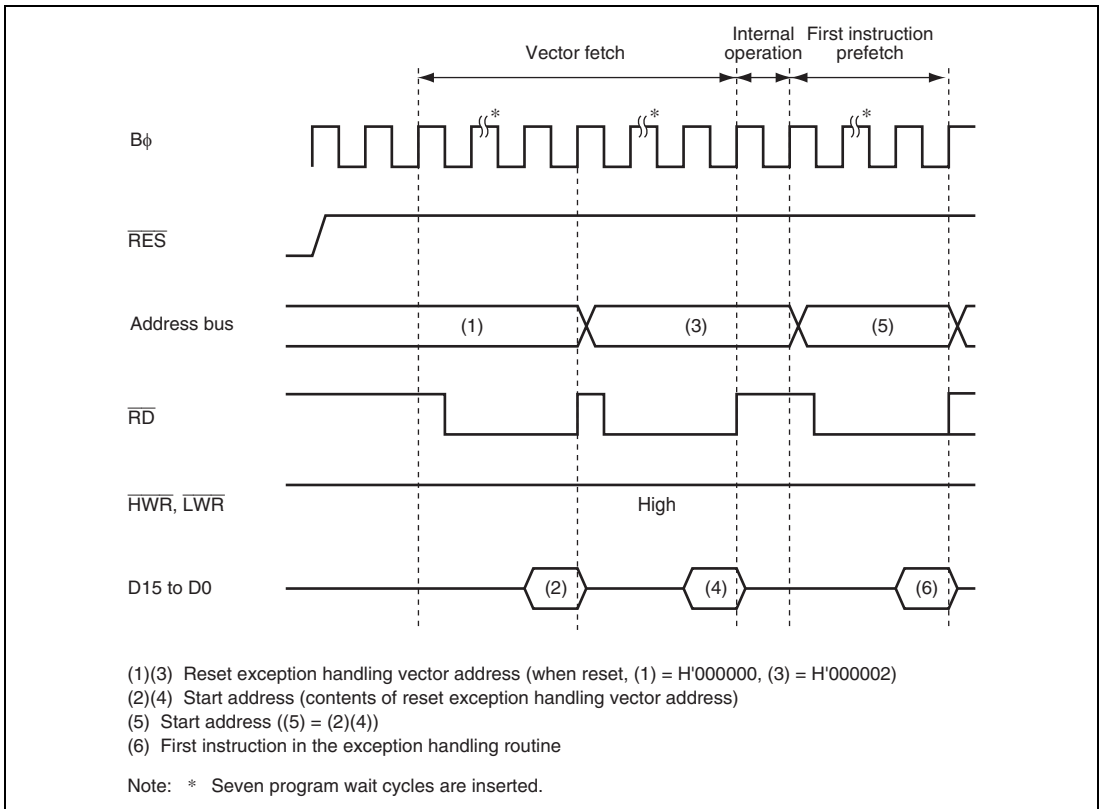 Vector fetch
Internal operation
First instruction prefetch
Bϕ
*
*
*
RES
Address bus
(1)
(3)
(5)
RD
HWR, LWR
High
D15 to D0
(2)
(4)
(6)
(1)(3) Reset exception handling vector address (when reset, (1) = H'000000, (3) = H'000002)
(2)(4) Start address (contents of reset exception handling vector address)
(5) Start address ((5) = (2)(4))
(6) First instruction in the exception handling routine
Note: * Seven program wait cycles are inserted.